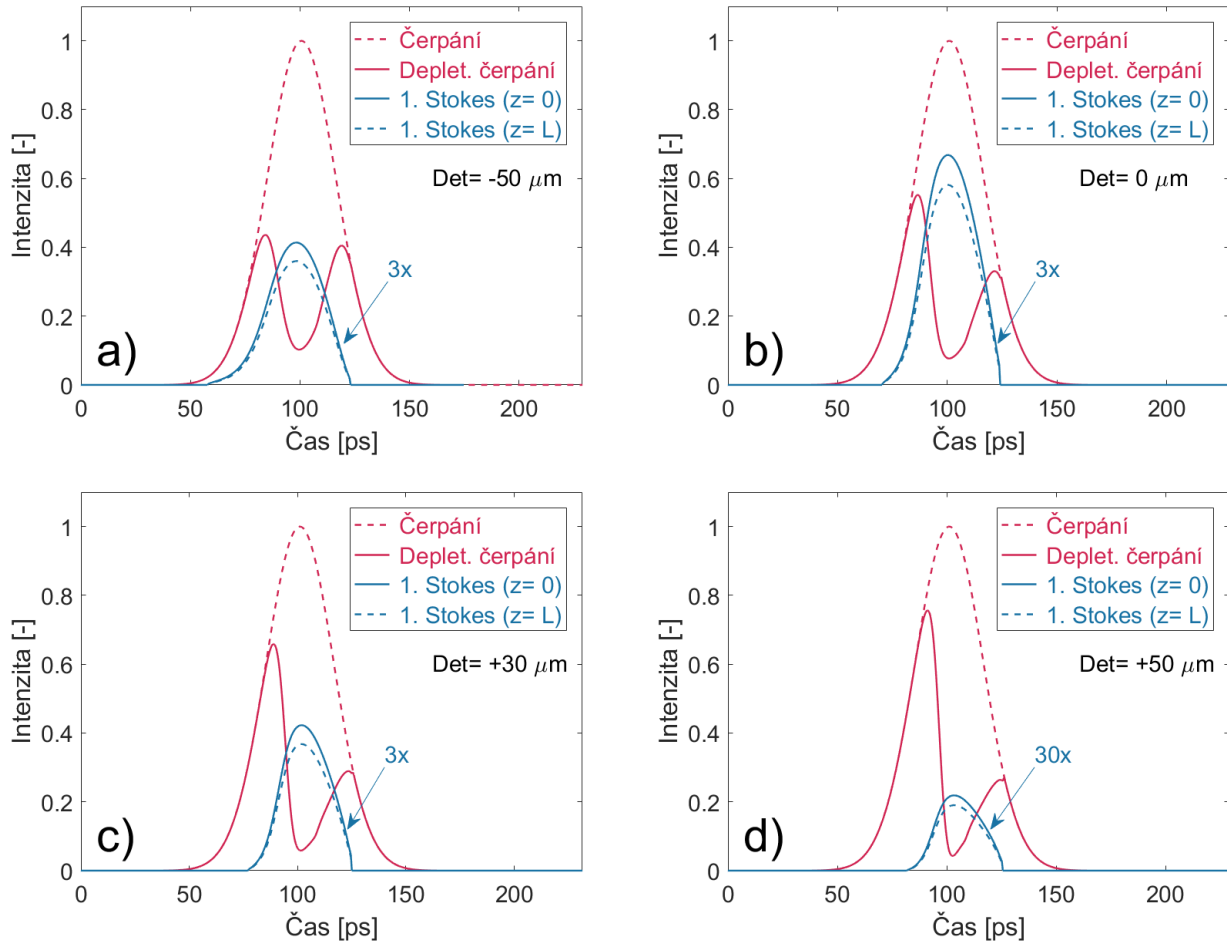 Čerpání
Deplet. čerpání
1. Stokes (z= 0)
1. Stokes (z= L)
Det= -50 μm
3x
a)
Intenzita [-]
0
0.2
0.4
0.6
0.8
1
0
50
100
150
200
Čas [ps]
Čerpání
Deplet. čerpání
1. Stokes (z= 0)
1. Stokes (z= L)
Det= 0 μm
3x
b)
Intenzita [-]
0
0.2
0.4
0.6
0.8
1
0
50
100
150
200
Čas [ps]
Čerpání
Deplet. čerpání
1. Stokes (z= 0)
1. Stokes (z= L)
Det= +30 μm
3x
c)
Intenzita [-]
0
0.2
0.4
0.6
0.8
1
0
50
100
150
200
Čas [ps]
Čerpání
Deplet. čerpání
1. Stokes (z= 0)
1. Stokes (z= L)
Det= +50 μm
30x
d)
Intenzita [-]
0
0.2
0.4
0.6
0.8
1
0
50
100
150
200
Čas [ps]